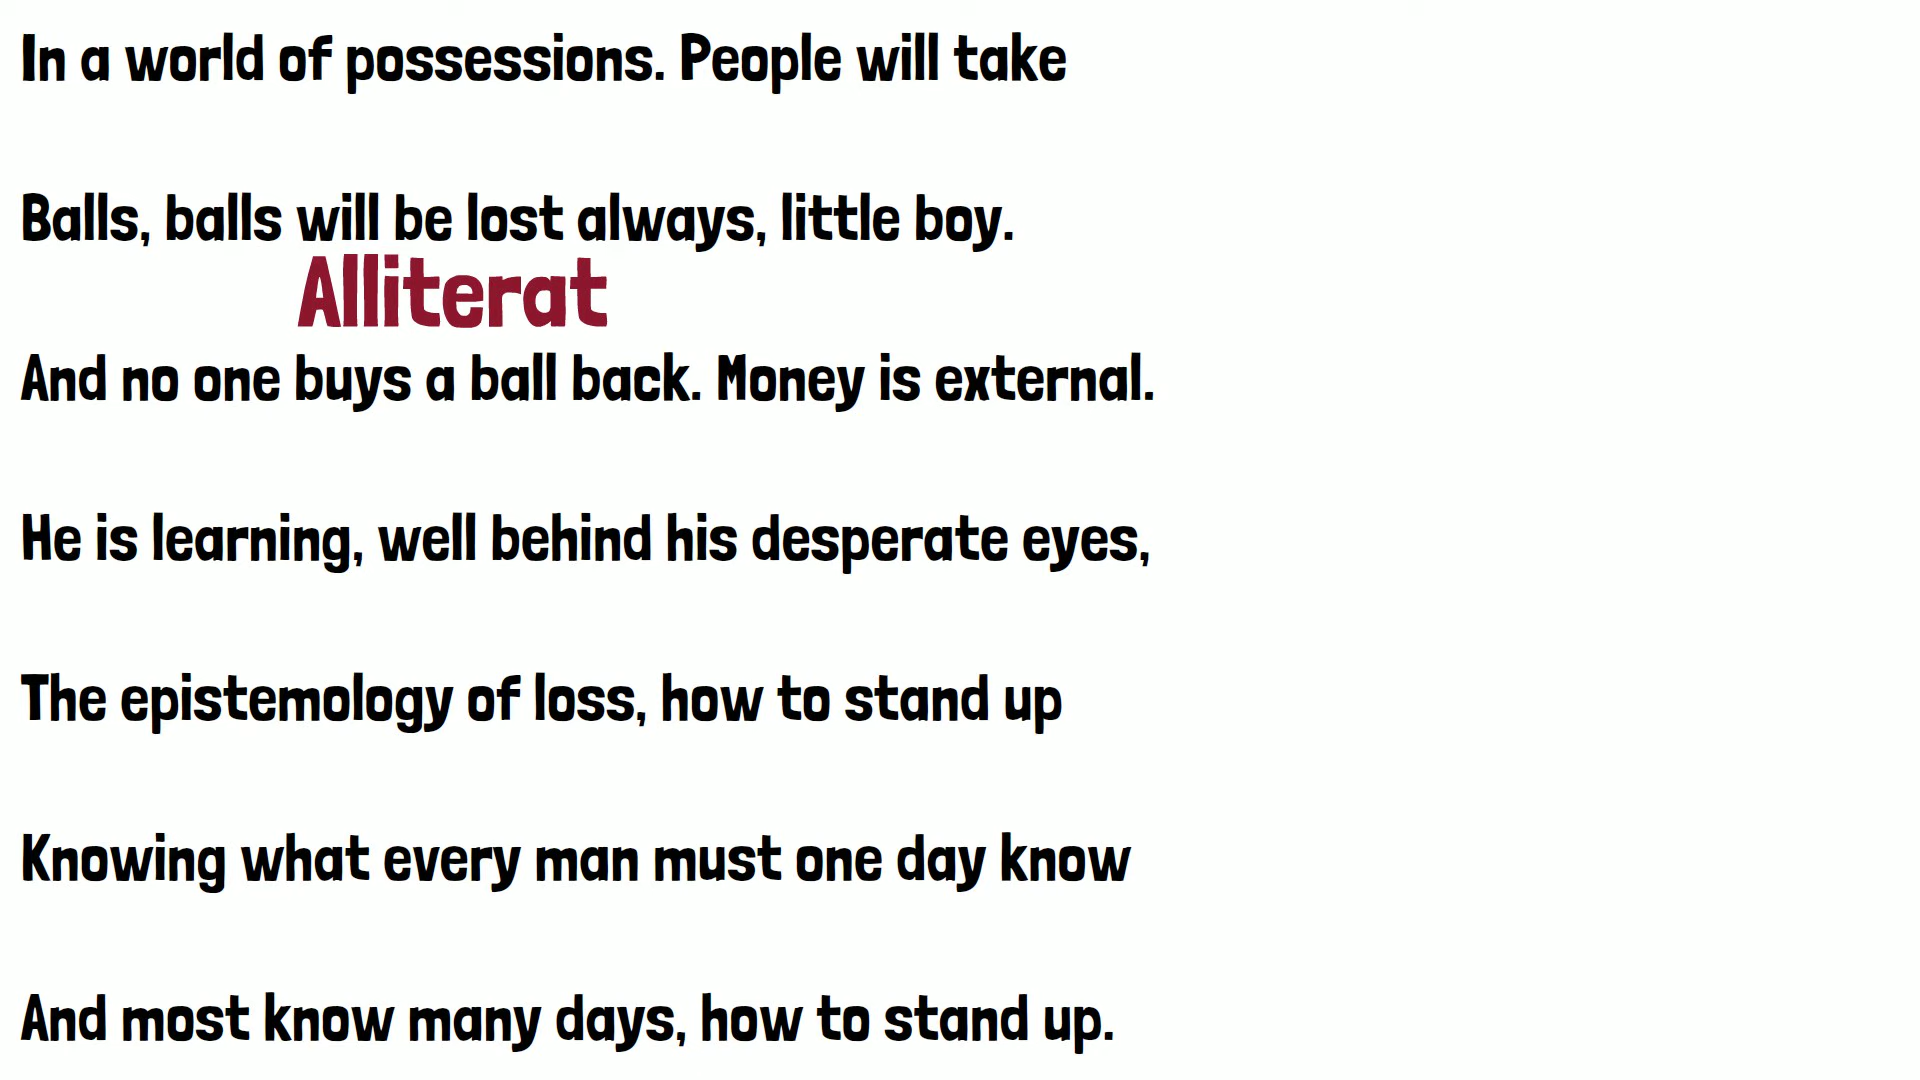 In a world of possessions. People will take
Balls, balls will be lost always, little boy.
Alliterat
And no one buys a ball back. Money is external.
He is learning, well behind his desperate eyes,
The epistemology of loss, how to stand up
Knowing what every man must one day know
And most know many days, how to stand up.